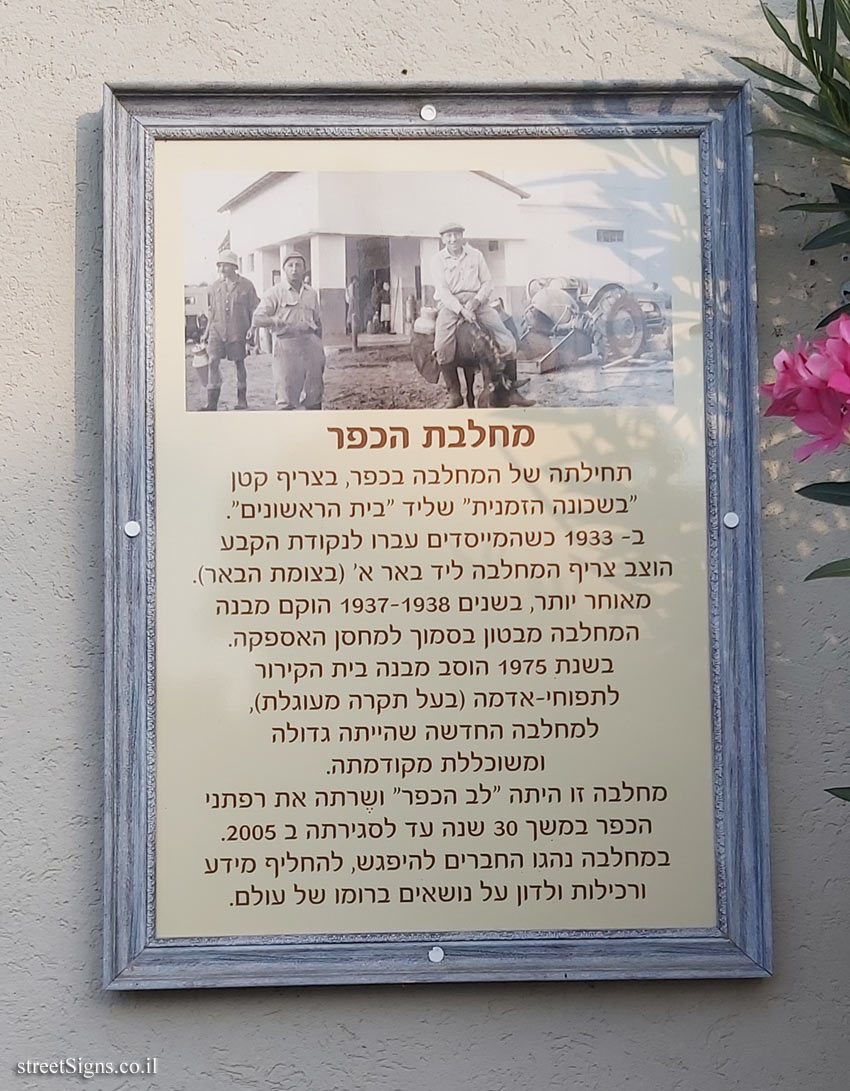 מחלבת הכפר
תחילתה של המחלבה בכפר, בצריף קטן
"בשכונה הזמנית" שליד "בית הראשונים".
ב- 1933 כשהמייסדים עברו לנקודת הקבע
הוצב צריף המחלבה ליד באר א' (בצומת הבאר).
מאוחר יותר, בשנים 1937-1938 הוקם מבנה
המחלבה מבטון בסמוך למחסן האספקה.
בשנת 1975 הוסב מבנה בית הקירור
לתפוחי-אדמה (בעל תקרה מעוגלת),
למחלבה החדשה שהייתה גדולה
ומשוכללת מקודמתה.
מחלבה זו היתה "לב הכפר" ושֶרתה את רפתני
הכפר במשך 30 שנה עד לסגירתה ב 2005.
במחלבה נהגו החברים להיפגש, להחליף מידע
ורכילות ולדון על נושאים ברומו של עולם.
streetSigns.co.il